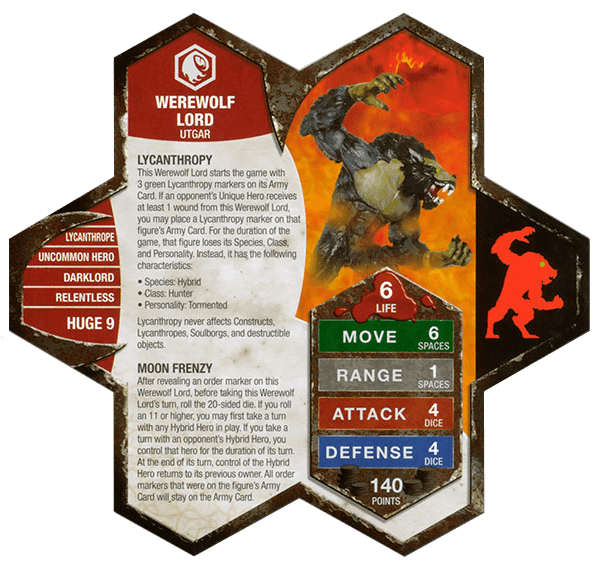 WEREWOLF
LORD
UTGAR
LYCANTHROPY
This Werewolf Lord starts the game with
3 green Lycanthropy markers on its Army
Card. If an opponent's Unique Hero receives
at least 1 wound from this Werewolf Lord,
you may place a Lycanthropy marker on that
figure's Army Card. For the duration of the
game, that figure loses its Species, Class,
and Personality. Instead, it has the following
characteristics:
• Species: Hybrid
• Class: Hunter
• Personality: Tormented
Lycanthropy never affects Constructs,
Lycanthropes, Soulborgs, and destructible
objects.
MOON FRENZY
After revealing an order marker on this
Werewolf Lord, before taking this Werewolf
Lord's turn, roll the 20-sided die. If you roll
an 11 or higher, you may first take a turn
with any Hybrid Hero in play. If you take a
turn with an opponent's Hybrid Hero, you
control that hero for the duration of its turn.
At the end of its turn, control of the Hybrid
Hero returns to its previous owner. All order
markers that were on the figure's Army
Card will stay on the Army Card.
LYCANTHROPE
UNCOMMON HERO
DARKLORD
RELENTLESS
HUGE 9
6
LIFE
MOVE 6
SPACES
RANGE 1
SPACES
ATTACK 4
DICE
DEFENSE 4
DICE
140
POINTS